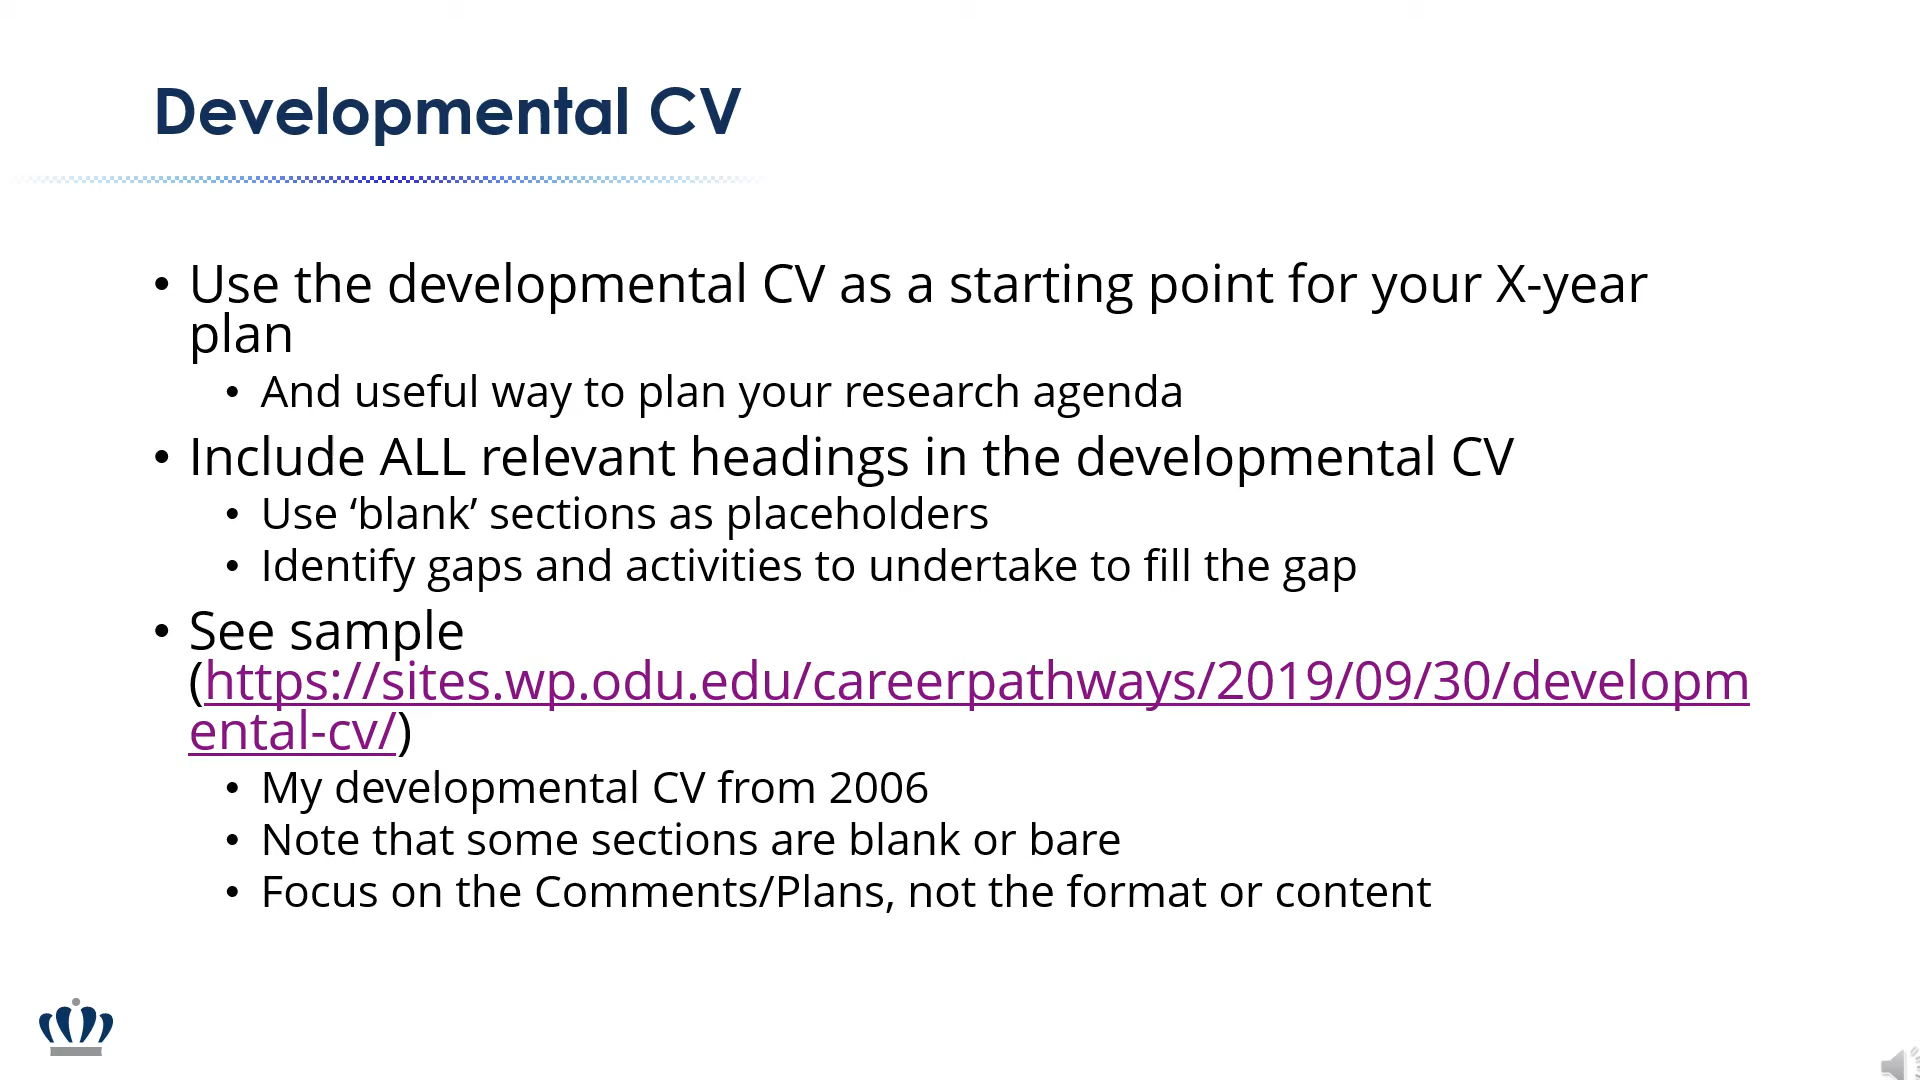 Developmental CV
• Use the developmental CV as a starting point for your X-year
plan
• And useful way to plan your research agenda
• Include ALL relevant headings in the developmental CV
• Use ‘blank’ sections as placeholders
• Identify gaps and activities to undertake to fill the gap
• See sample
(https://sites.wp.odu.edu/careerpathways/2019/09/30/developm
ental-cv/)
• My developmental CV from 2006
• Note that some sections are blank or bare
• Focus on the Comments/Plans, not the format or content